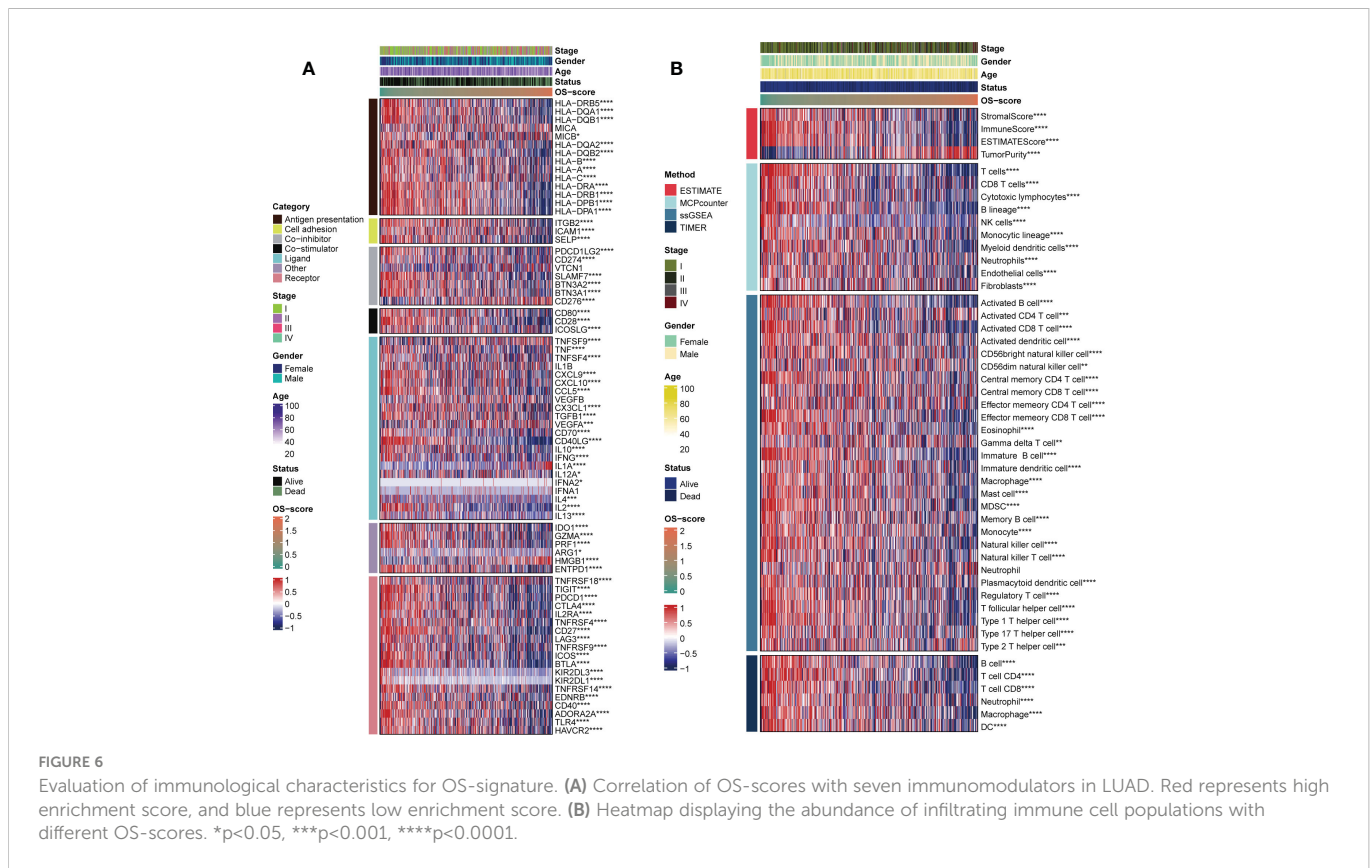 A
Stage
Gender
Age
Status
OS-score
HLA-DRB5****
HLA-DQA1****
HLA-DQB1****
MICA
MICB*
HLA-DQA2****
HLA-DQB2****
HLA-B****
HLA-A****
HLA-C****
HLA-DRA****
HLA-DRB1****
HLA-DPB1****
HLA-DPA1****
ITGB2****
ICAM1****
SELP****
PDCD1LG2****
CD274****
VTCN1
SLAMF7****
BTN3A2****
BTN3A1****
CD276****
CD80****
CD28****
ICOSLG****
TNFSF9****
TNF****
TNFSF4****
IL1B
CXCL9****
CXCL10****
CCL5****
VEGFB
CX3CL1****
TGFB1****
VEGFA***
CD70****
CD40LG****
IL10****
IFNG****
IL1A****
IL12A*
IFNA2*
IFNA1
IL4***
IL2****
IL13****
IDO1****
GZMA****
PRF1****
ARG1*
HMGB1****
ENTPD1****
TNFRSF18****
TIGIT****
PDCD1****
CTLA4****
IL2RA****
TNFRSF4****
CD27****
LAG3****
TNFRSF9****
ICOS****
BTLA****
KIR2DL3****
KIR2DL1****
TNFRSF14****
EDNRB****
CD40****
ADORA2A****
TLR4****
HAVCR2****
Category
Antigen presentation
Cell adhesion
Co-inhibitor
Co-stimulator
Ligand
Other
Receptor
Stage
I
II
III
IV
Gender
Female
Male
Age
100
80
60
40
20
Status
Alive
Dead
OS-score
2
1.5
1
0.5
0
1
0.5
0
−0.5
−1
B
Stage
Gender
Age
Status
OS-score
StromalScore****
ImmuneScore****
ESTIMATEScore****
TumorPurity****
T cells****
CD8 T cells****
Cytotoxic lymphocytes****
B lineage****
NK cells****
Monocytic lineage****
Myeloid dendritic cells****
Neutrophils****
Endothelial cells****
Fibroblasts****
Activated B cell****
Activated CD4 T cell***
Activated CD8 T cell****
Activated dendritic cell****
CD56bright natural killer cell****
CD56dim natural killer cell**
Central memory CD4 T cell****
Central memory CD8 T cell****
Effector memeory CD4 T cell****
Effector memeory CD8 T cell****
Eosinophil****
Gamma delta T cell**
Immature B cell****
Immature dendritic cell****
Macrophage****
Mast cell****
MDSC****
Memory B cell****
Monocyte****
Natural killer cell****
Natural killer T cell****
Neutrophil
Plasmacytoid dendritic cell****
Regulatory T cell****
T follicular helper cell****
Type 1 T helper cell****
Type 17 T helper cell****
Type 2 T helper cell***
B cell****
T cell CD4****
T cell CD8****
Neutrophil****
Macrophage****
DC****
Method
ESTIMATE
MCPcounter
ssGSEA
TIMER
Stage
I
II
III
IV
Gender
Female
Male
Age
100
80
60
40
20
Status
Alive
Dead
OS-score
2
1.5
1
0.5
0
1
0.5
0
−0.5
−1
FIGURE 6
Evaluation of immunological characteristics for OS-signature. (A) Correlation of OS-scores with seven immunomodulators in LUAD. Red represents high
enrichment score, and blue represents low enrichment score. (B) Heatmap displaying the abundance of infiltrating immune cell populations with
different OS-scores. *p<0.05, ***p<0.001, ****p<0.0001.